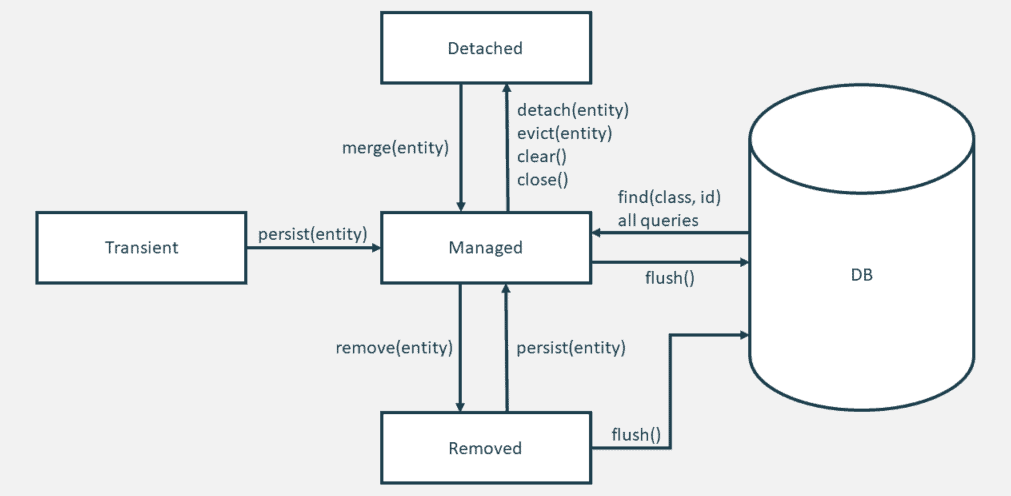 Detached
merge(entity)
detach(entity)
evict(entity)
clear()
close()
Transient
persist(entity)
Managed
find(class, id)
all queries
flush()
DB
remove(entity)
persist(entity)
Removed
flush()